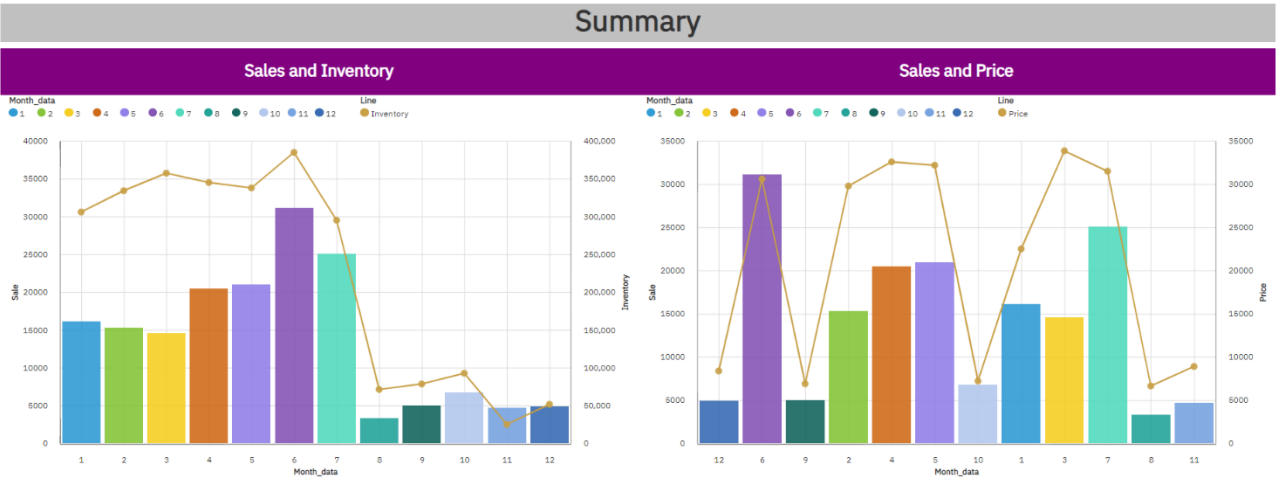 Summary
Sales and Inventory
Month_data
1 2 3 4 5 6 7 8 9 10 11 12
Line
Inventory
40000
35000
30000
25000
20000
15000
10000
5000
0
Sale
400,000
350,000
300,000
250,000
200,000
150,000
100,000
50,000
0
Inventory
1 2 3 4 5 6 7 8 9 10 11 12
Month_data
Sales and Price
Month_data
1 2 3 4 5 6 7 8 9 10 11 12
Line
Price
35000
30000
25000
20000
15000
10000
5000
0
Sale
35000
30000
25000
20000
15000
10000
5000
0
Price
12 6 9 2 4 5 10 1 3 7 8 11
Month_data